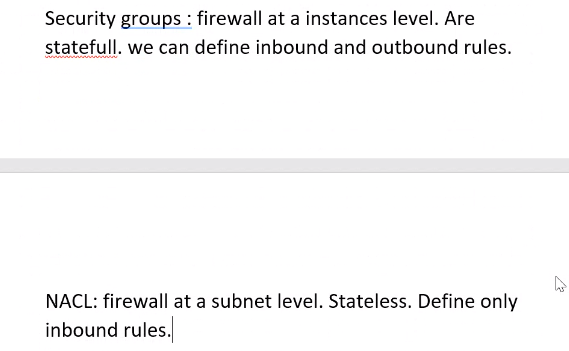 Security groups : firewall at a instances level. Are
statefull. we can define inbound and outbound rules.
NACL: firewall at a subnet level. Stateless. Define only
inbound rules.